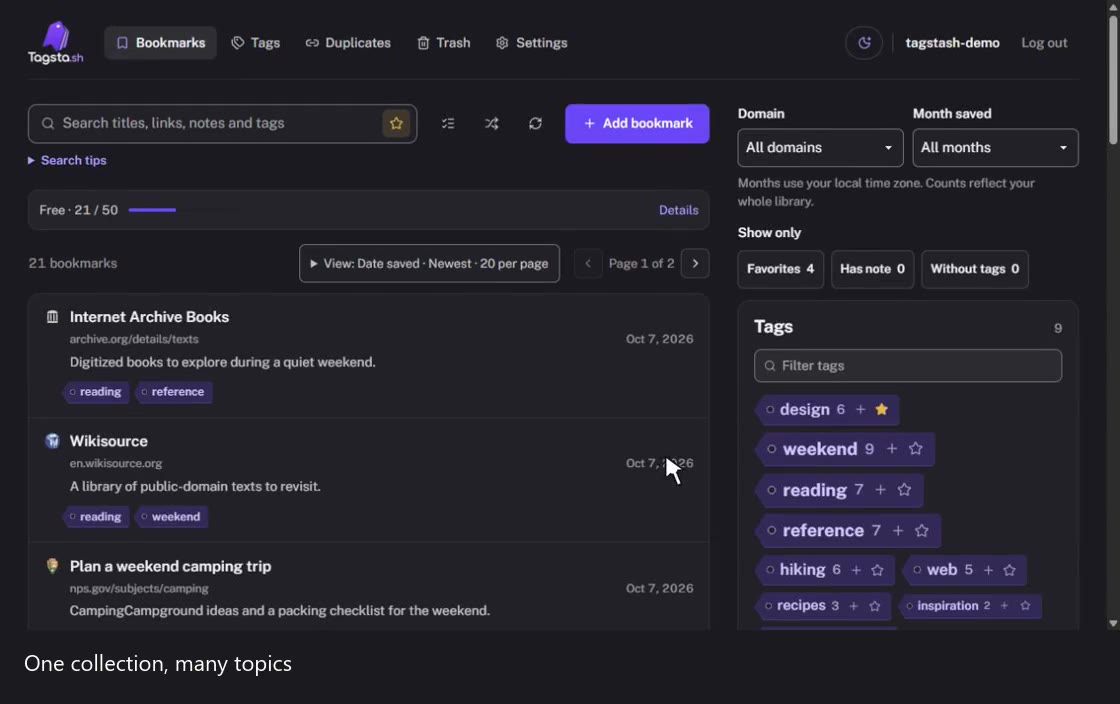 Tagsta.sh
Bookmarks
Tags
Duplicates
Trash
Settings
tagstash-demo
Log out
Search titles, links, notes and tags
Add bookmark
Search tips
Free · 21 / 50
Details
21 bookmarks
View: Date saved · Newest · 20 per page
Page 1 of 2
Internet Archive Books
archive.org/details/texts
Oct 7, 2026
Digitized books to explore during a quiet weekend.
reading
reference
Wikisource
en.wikisource.org
Oct 7, 2026
A library of public-domain texts to revisit.
reading
weekend
Plan a weekend camping trip
nps.gov/subjects/camping
Oct 7, 2026
CampingCampground ideas and a packing checklist for the weekend.
Domain
Month saved
All domains
All months
Months use your local time zone. Counts reflect your
whole library.
Show only
Favorites 4
Has note 0
Without tags 0
Tags
9
Filter tags
design 6 +
weekend 9 +
reading 7 +
reference 7 +
hiking 6 +
web 5 +
recipes 3 +
inspiration 2 +
One collection, many topics